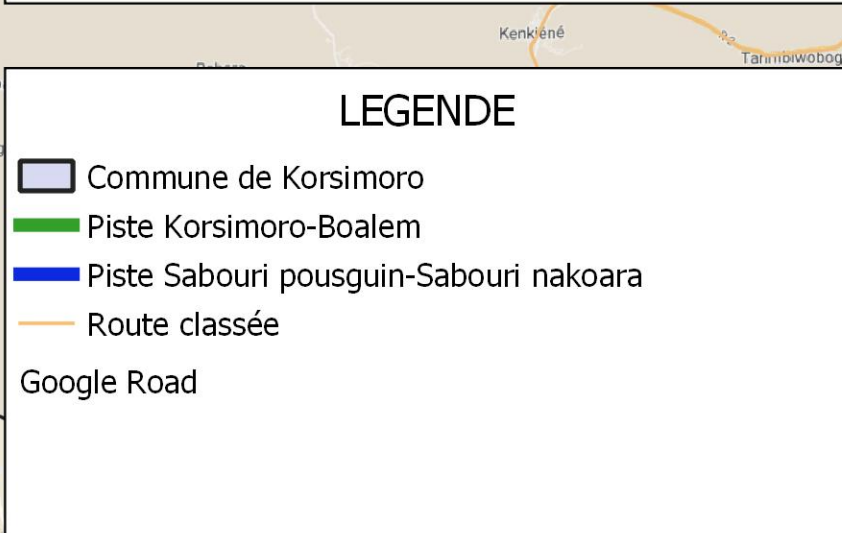 Kenkiéné
LEGENDE
Commune de Korsimoro
Piste Korsimoro-Boalem
Piste Sabouri pousguin-Sabouri nakoara
Route classée
Google Road